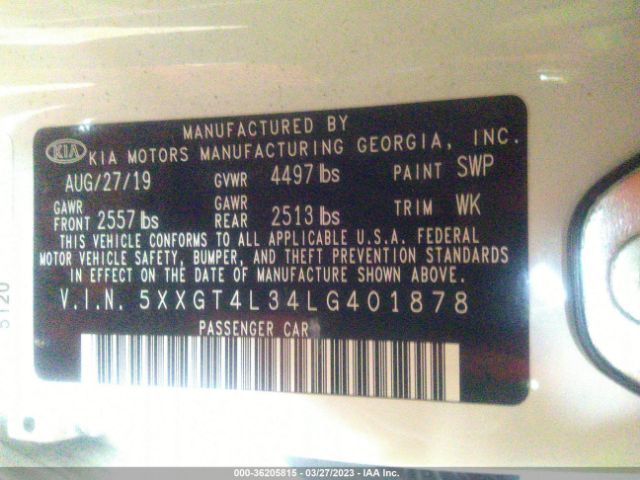 MANUFACTURED BY
KIA KIA MOTORS MANUFACTURING GEORGIA, INC.
AUG/27/19 GVWR 4497 lbs PAINT SWP
GAWR FRONT 2557 lbs GAWR REAR 2513 lbs TRIM WK
THIS VEHICLE CONFORMS TO ALL APPLICABLE U.S.A. FEDERAL
MOTOR VEHICLE SAFETY, BUMPER, AND THEFT PREVENTION STANDARDS
IN EFFECT ON THE DATE OF MANUFACTURE SHOWN ABOVE.
V.I.N. 5XXGT4L34LG401878
PASSENGER CAR
5120
000-36205815 - 03/27/2023 - IAA Inc.